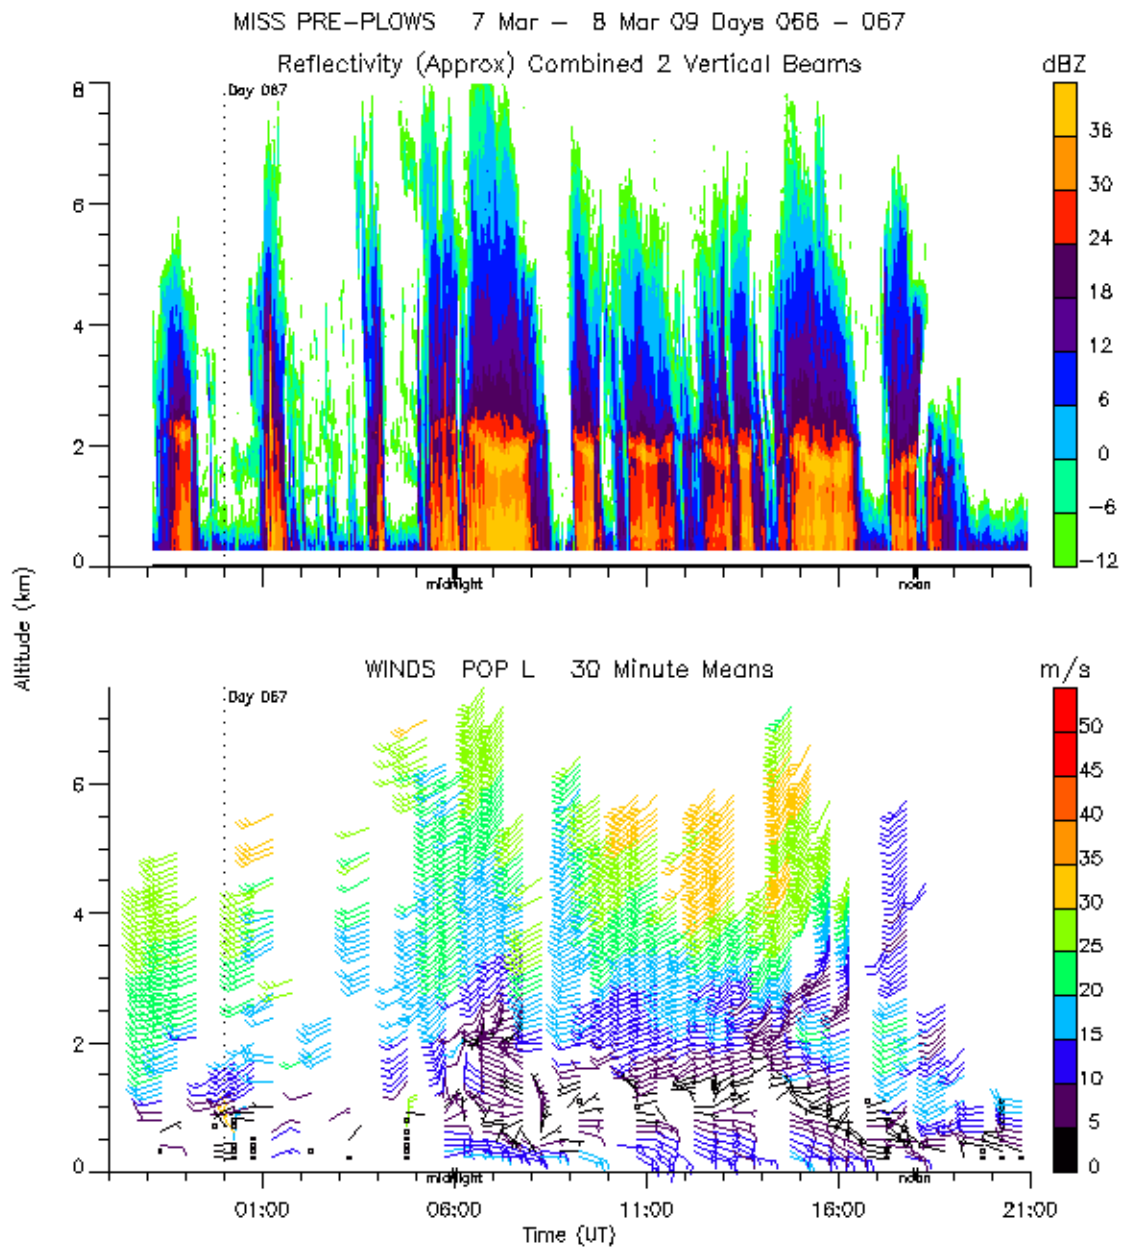 MISS PRE-PLOWS 7 Mar - 8 Mar 09 Days 066 - 067
Reflectivity (Approx) Combined 2 Vertical Beams
dBZ
Day 067
8
6
4
2
0
36
30
24
18
12
6
0
-6
-12
midnight
noon
Altitude (km)
WINDS POP L 30 Minute Means
m/s
Day 067
6
4
2
0
50
45
40
35
30
25
20
15
10
5
0
midnight
noon
01:00 06:00 11:00 16:00 21:00
Time (UT)